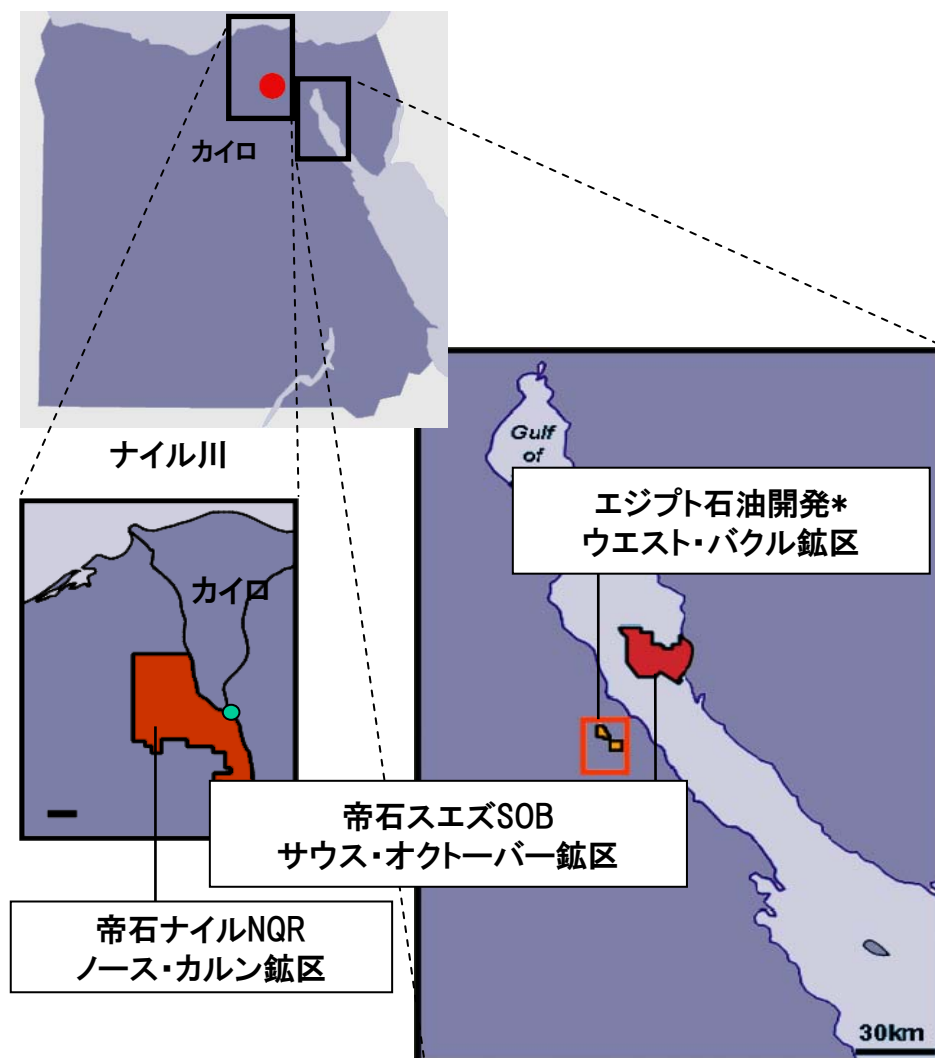 カイロ
ナイル川
Gulf
of
エジプト石油開発*
ウエスト・バクル鉱区
カイロ
帝石スエズSOB
サウス・オクトーバー鉱区
帝石ナイルNQR
ノース・カルン鉱区
30km